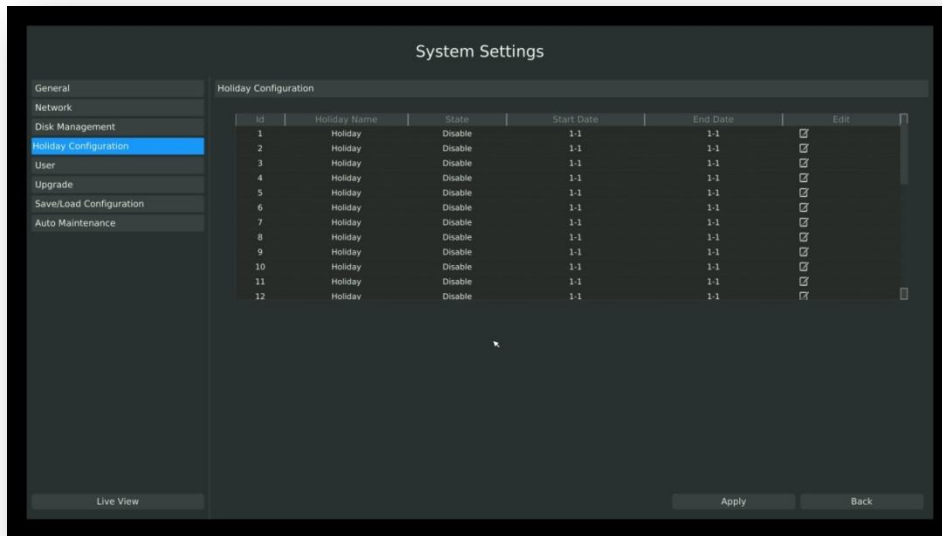 System Settings
General
Network
Disk Management
Holiday Configuration
User
Upgrade
Save/Load Configuration
Auto Maintenance
Live View
Holiday Configuration
Id Holiday Name State Start Date End Date Edit
1 Holiday Disable 1-1 1-1
2 Holiday Disable 1-1 1-1
3 Holiday Disable 1-1 1-1
4 Holiday Disable 1-1 1-1
5 Holiday Disable 1-1 1-1
6 Holiday Disable 1-1 1-1
7 Holiday Disable 1-1 1-1
8 Holiday Disable 1-1 1-1
9 Holiday Disable 1-1 1-1
10 Holiday Disable 1-1 1-1
11 Holiday Disable 1-1 1-1
12 Holiday Disable 1-1 1-1
Apply Back